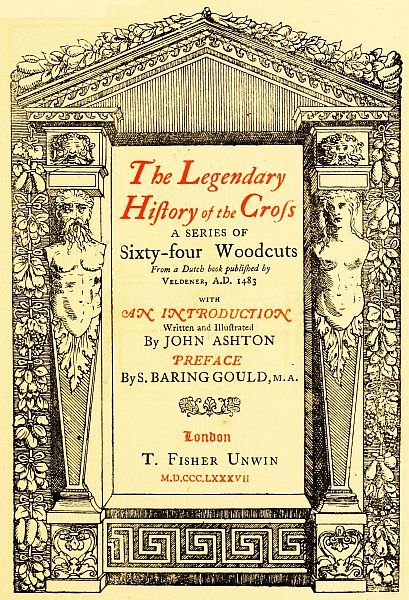 The Legendary
Hiſtory of the Croſs
A SERIES OF
Sixty-four Woodcuts
From a Dutch book publiſhed by
VELDENER, A.D. 1483
WITH
AN INTRODUCTION
Written and Illuſtrated
By JOHN ASHTON
PREFACE
By S. BARING GOULD, M.A.
London
T. FISHER UNWIN
M.D.CCC.LXXXVII